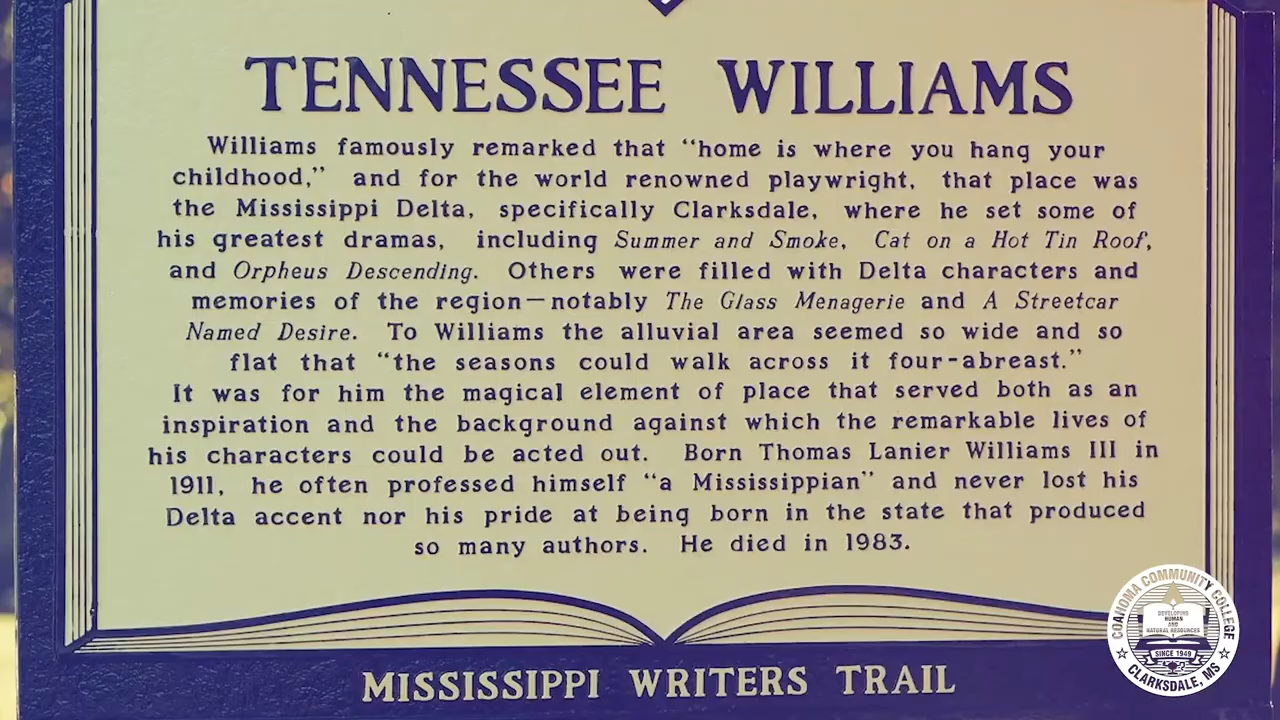 TENNESSEE WILLIAMS
Williams famously remarked that “home is where you hang your
childhood,” and for the world renowned playwright, that place was
the Mississippi Delta, specifically Clarksdale, where he set some of
his greatest dramas, including Summer and Smoke, Cat on a Hot Tin Roof,
and Orpheus Descending. Others were filled with Delta characters and
memories of the region—notably The Glass Menagerie and A Streetcar
Named Desire. To Williams the alluvial area seemed so wide and so
flat that “the seasons could walk across it four-abreast.”
It was for him the magical element of place that served both as an
inspiration and the background against which the remarkable lives of
his characters could be acted out. Born Thomas Lanier Williams III in
1911, he often professed himself “a Mississippian” and never lost his
Delta accent nor his pride at being born in the state that produced
so many authors. He died in 1983.
MISSISSIPPI WRITERS TRAIL
COAHOMA COMMUNITY COLLEGE
DEVELOPING
HUMAN
AND
NATURAL RESOURCES
SINCE 1949
CLARKSDALE, MS